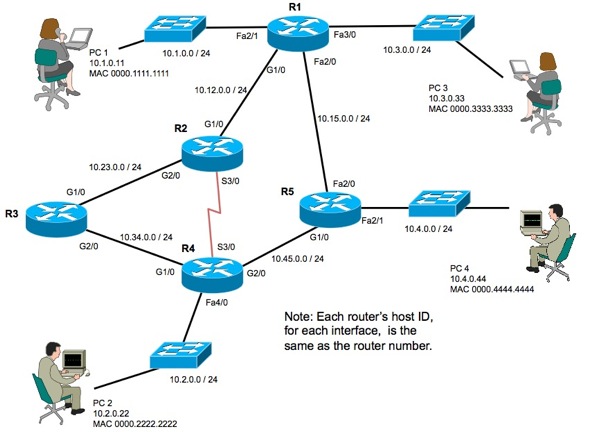 R1
PC 1
10.1.0.11
MAC 0000.1111.1111
10.1.0.0 / 24
Fa2/1
Fa3/0
10.3.0.0 / 24
G1/0
Fa2/0
PC 3
10.3.0.33
MAC 0000.3333.3333
10.12.0.0 / 24
10.15.0.0 / 24
R2
G1/0
10.23.0.0 / 24
G2/0
S3/0
R3
G1/0
G2/0
10.34.0.0 / 24
R5
Fa2/0
Fa2/1
10.4.0.0 / 24
G1/0
R4
S3/0
10.45.0.0 / 24
G1/0
G2/0
Fa4/0
PC 4
10.4.0.44
MAC 0000.4444.4444
Note: Each router's host ID,
for each interface, is the
same as the router number.
10.2.0.0 / 24
PC 2
10.2.0.22
MAC 0000.2222.2222